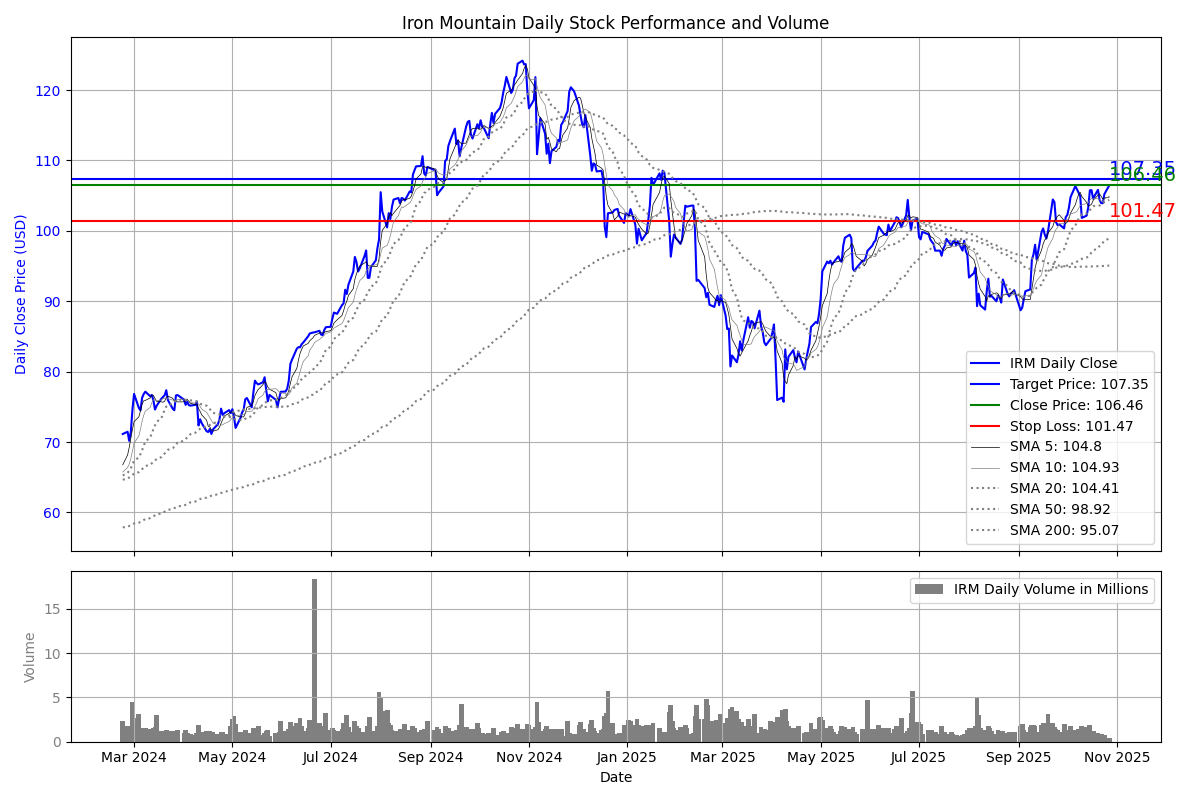 Iron Mountain Daily Stock Performance and Volume
Daily Close Price (USD)
120
110
100
90
80
70
60
107.35
106.46
101.47
IRM Daily Close
Target Price: 107.35
Close Price: 106.46
Stop Loss: 101.47
SMA 5: 104.8
SMA 10: 104.93
SMA 20: 104.41
SMA 50: 98.92
SMA 200: 95.07
Volume
15
10
5
0
IRM Daily Volume in Millions
Mar 2024
May 2024
Jul 2024
Sep 2024
Nov 2024
Jan 2025
Mar 2025
May 2025
Jul 2025
Sep 2025
Nov 2025
Date